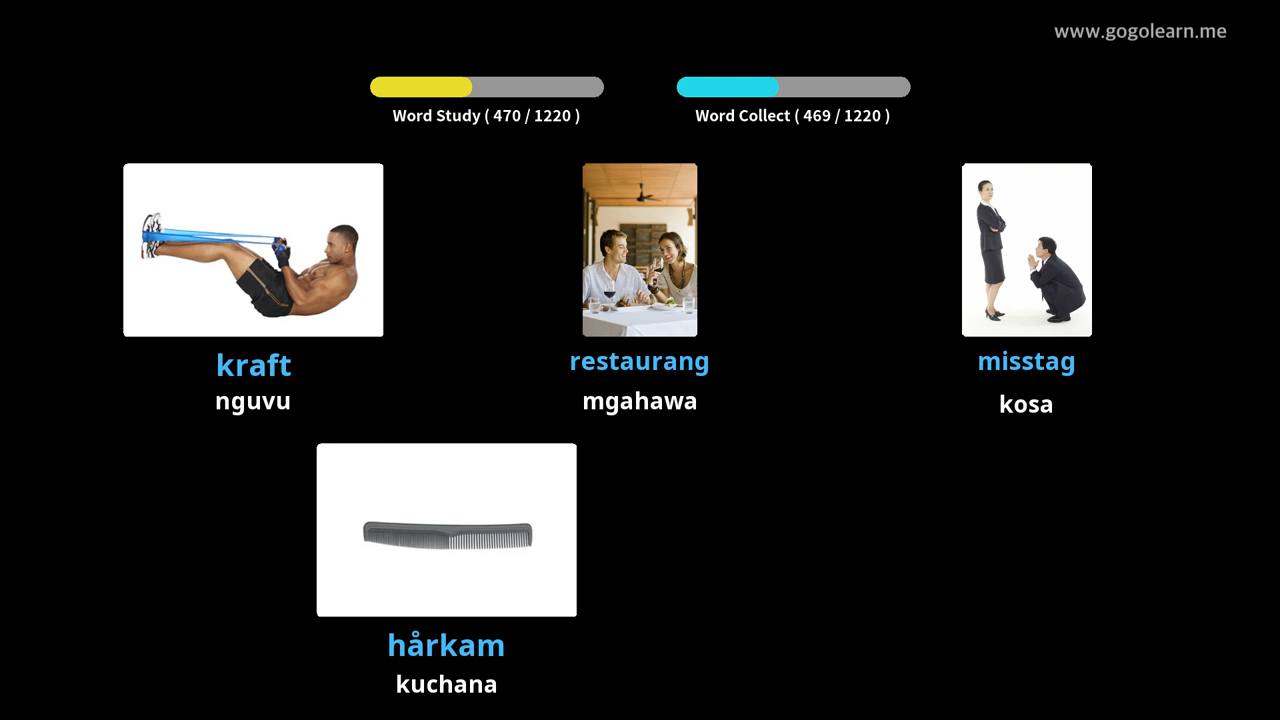 www.gogolearn.me
Word Study ( 470 / 1220 )
Word Collect ( 469 / 1220 )
kraft
nguvu
restaurang
mgahawa
misstag
kosa
hårkam
kuchana